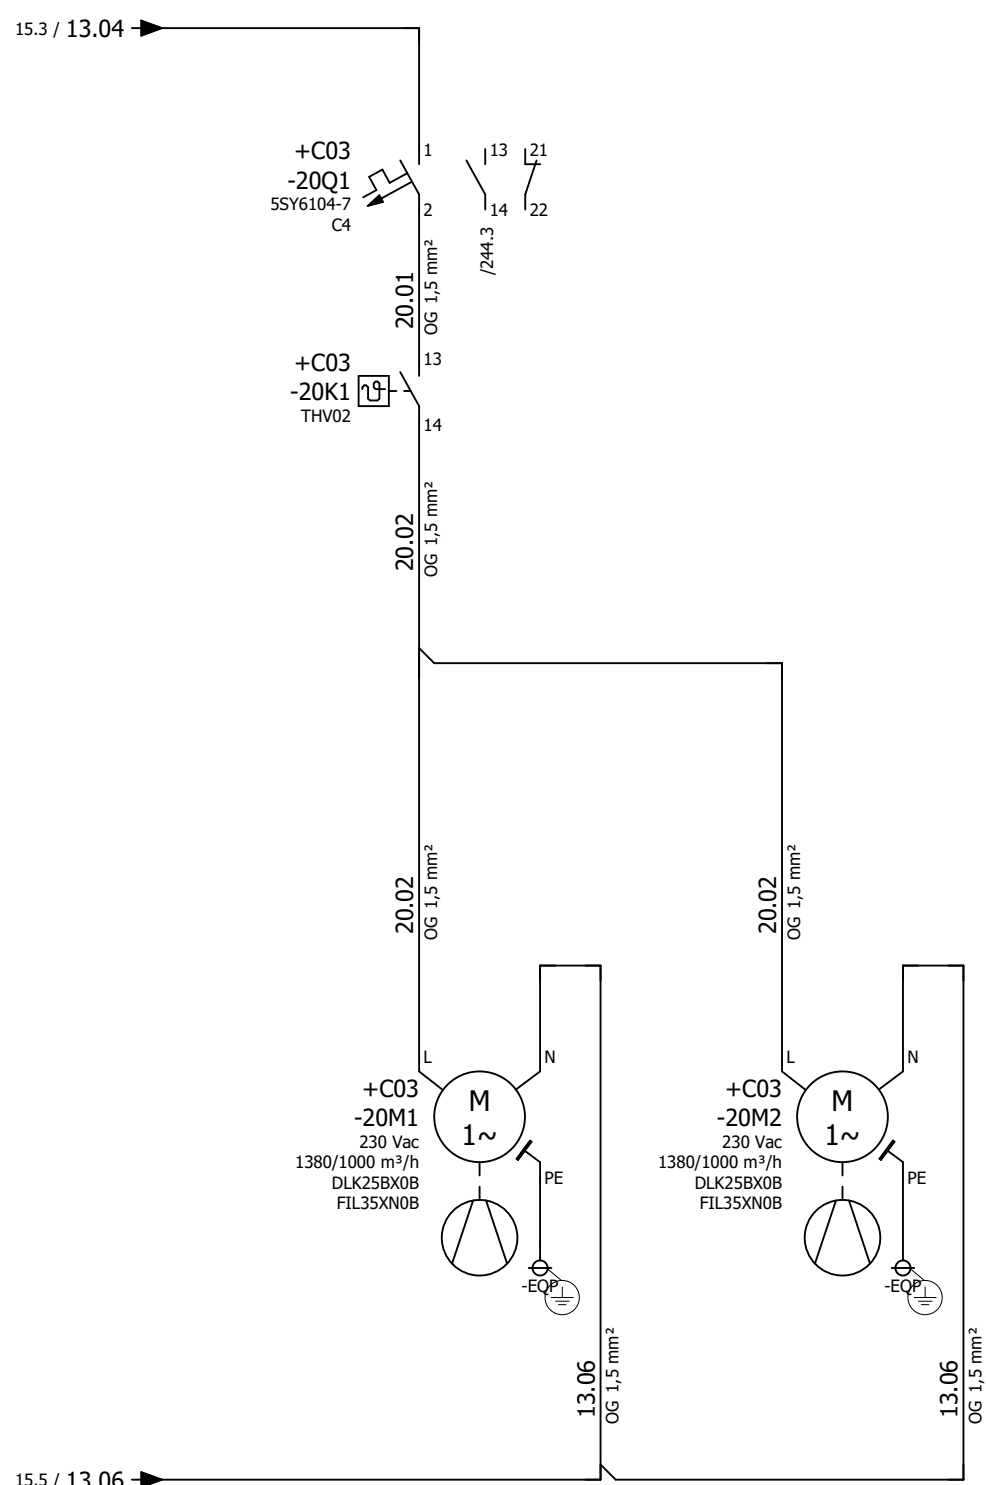 15.3 / 13.04
+C03
-20Q1
5SY6104-7
C4
1
2
13
14
21
22
/244.3
20.01
OG 1,5 mm²
+C03
-20K1
THV02
13
14
20.02
OG 1,5 mm²
20.02
OG 1,5 mm²
20.02
OG 1,5 mm²
L
N
+C03
-20M1
230 Vac
1380/1000 m³/h
DLK25BX0B
FIL35XN0B
M
1~
PE
-EQP
L
N
+C03
-20M2
230 Vac
1380/1000 m³/h
DLK25BX0B
FIL35XN0B
M
1~
PE
-EQP
13.06
OG 1,5 mm²
13.06
OG 1,5 mm²
15.5 / 13.06